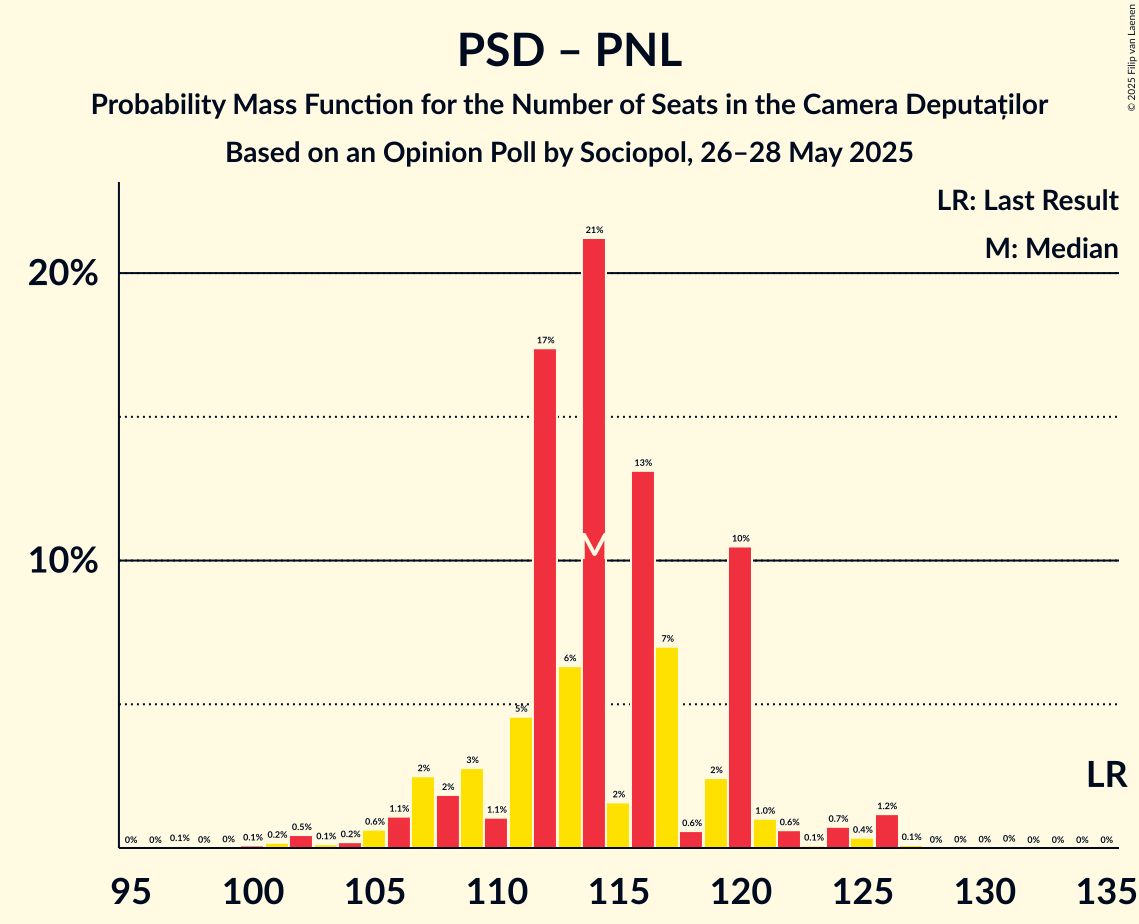 PSD – PNL
Probability Mass Function for the Number of Seats in the Camera Deputaților
Based on an Opinion Poll by Sociopol, 26–28 May 2025
© 2025 Filip van Laenen
LR: Last Result
M: Median
20%
10%
0% 0% 0.1% 0% 0% 0.1% 0.2% 0.5% 0.1% 0.2% 0.6% 1.1% 2% 2% 3% 1.1% 5% 17% 6% 21% 2% 13% 7% 0.6% 2% 10% 1.0% 0.6% 0.1% 0.7% 0.4% 1.2% 0.1% 0% 0% 0% 0% 0% 0% 0% 0%
M
LR
95 100 105 110 115 120 125 130 135